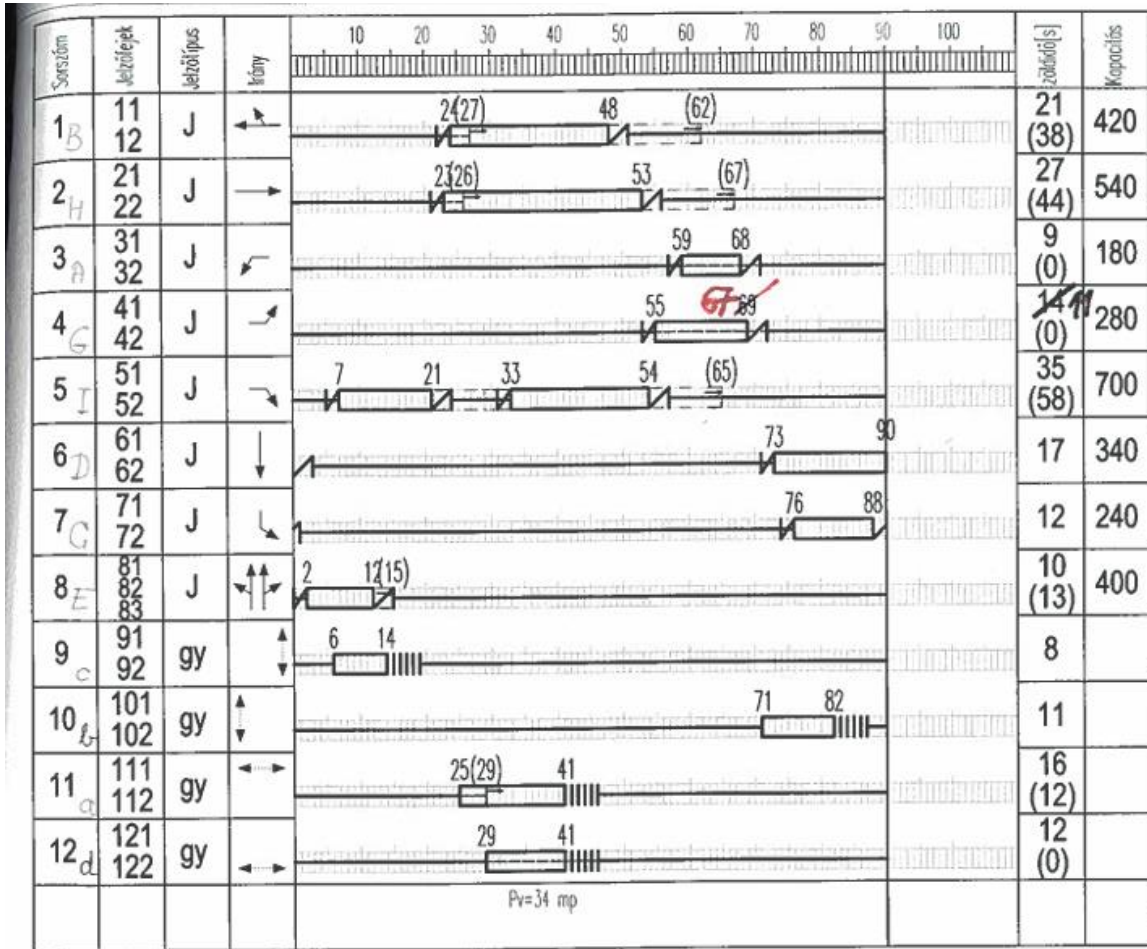 Sorszám Jelzőfejek Jelzőtípus Irány 10 20 30 40 50 60 70 80 90 100 zöldidő[s] Kapacitás
1 B 11 12 J 24(27) 48 (62) 21 (38) 420
2 H 21 22 J 23(26) 53 (67) 27 (44) 540
3 A 31 32 J 59 68 9 (0) 180
4 G 41 42 J 55 67 69 14 11 (0) 280
5 I 51 52 J 7 21 33 54 (65) 35 (58) 700
6 D 61 62 J 73 90 17 340
7 C 71 72 J 76 88 12 240
8 E 81 82 83 J 2 12(15) 10 (13) 400
9 c 91 92 gy 6 14 8
10 b 101 102 gy 71 82 11
11 a 111 112 gy 25(29) 41 16 (12)
12 d 121 122 gy 29 41 12 (0)
Pv=34 mp